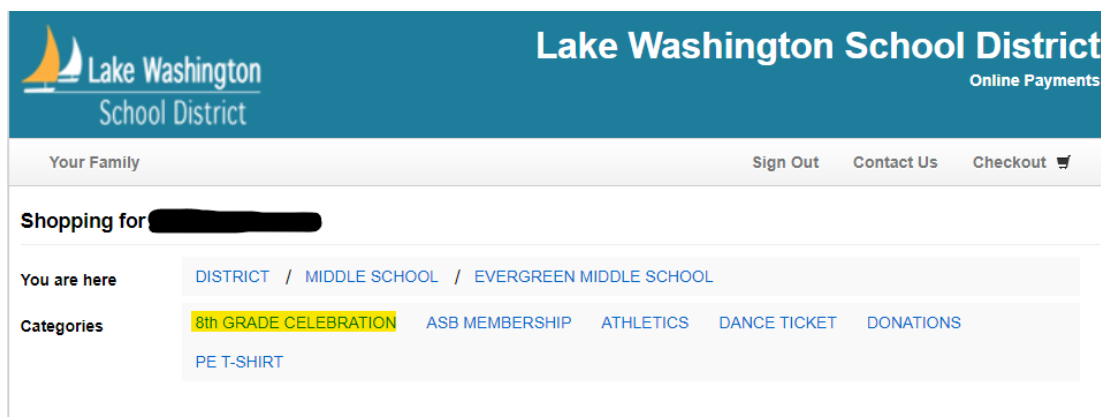 Lake Washington
School District
Lake Washington School District
Online Payments
Your Family Sign Out Contact Us Checkout
Shopping for
You are here DISTRICT / MIDDLE SCHOOL / EVERGREEN MIDDLE SCHOOL
Categories 8th GRADE CELEBRATION ASB MEMBERSHIP ATHLETICS DANCE TICKET DONATIONS
PE T-SHIRT